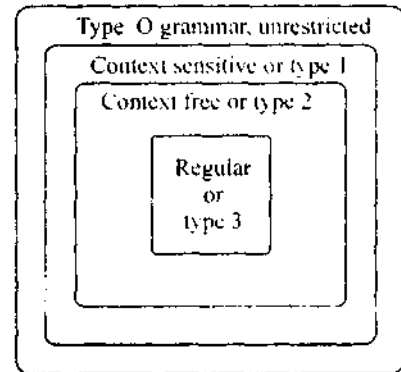 Type O grammar, unrestricted
Context sensitive or type 1
Context free or type 2
Regular
or
type 3